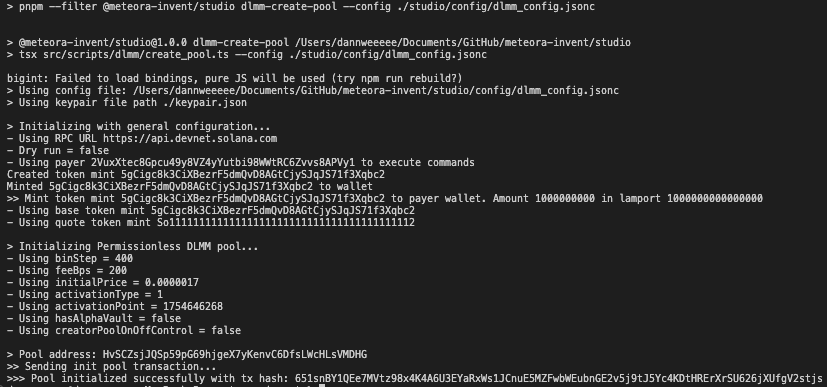 > pnpm --filter @meteora-invent/studio dlmm-create-pool --config ./studio/config/dlmm_config.jsonc
> @meteora-invent/studio@1.0.0 dlmm-create-pool /Users/dannweeeee/Documents/GitHub/meteora-invent/studio
> tsx src/scripts/dlmm/create_pool.ts --config ./studio/config/dlmm_config.jsonc
bigint: Failed to load bindings, pure JS will be used (try npm run rebuild?)
> Using config file: /Users/dannweeeee/Documents/GitHub/meteora-invent/studio/config/dlmm_config.jsonc
> Using keypair file path ./keypair.json
> Initializing with general configuration...
- Using RPC URL https://api.devnet.solana.com
- Dry run = false
- Using payer 2VuxXtec8Gpcu49y8VZ4yYutbi98WWtRC6Zvvs8APVy1 to execute commands
Created token mint 5gCigc8k3CiXBezrF5dmQvD8AGtCjySJqJS71f3Xqbc2
Minted 5gCigc8k3CiXBezrF5dmQvD8AGtCjySJqJS71f3Xqbc2 to wallet
>> Mint token mint 5gCigc8k3CiXBezrF5dmQvD8AGtCjySJqJS71f3Xqbc2 to payer wallet. Amount 1000000000 in lamport 1000000000000000
- Using base token mint 5gCigc8k3CiXBezrF5dmQvD8AGtCjySJqJS71f3Xqbc2
- Using quote token mint So11111111111111111111111111111111111111112
> Initializing Permissionless DLMM pool...
- Using binStep = 400
- Using feeBps = 200
- Using initialPrice = 0.0000017
- Using activationType = 1
- Using activationPoint = 1754646268
- Using hasAlphaVault = false
- Using creatorPoolOnOffControl = false
> Pool address: HvSCZsjJQSp59pG69hjgeX7yKenvC6DfsLWcHLsVMDHG
>> Sending init pool transaction...
>>> Pool initialized successfully with tx hash: 651snBY1QEe7MVtz98x4K4A6U3EYaRxWs1JCnuE5MZFwbWEubnGE2v5j9tJ5Yc4KDtHRErXrSU626jXUfgV2stjs